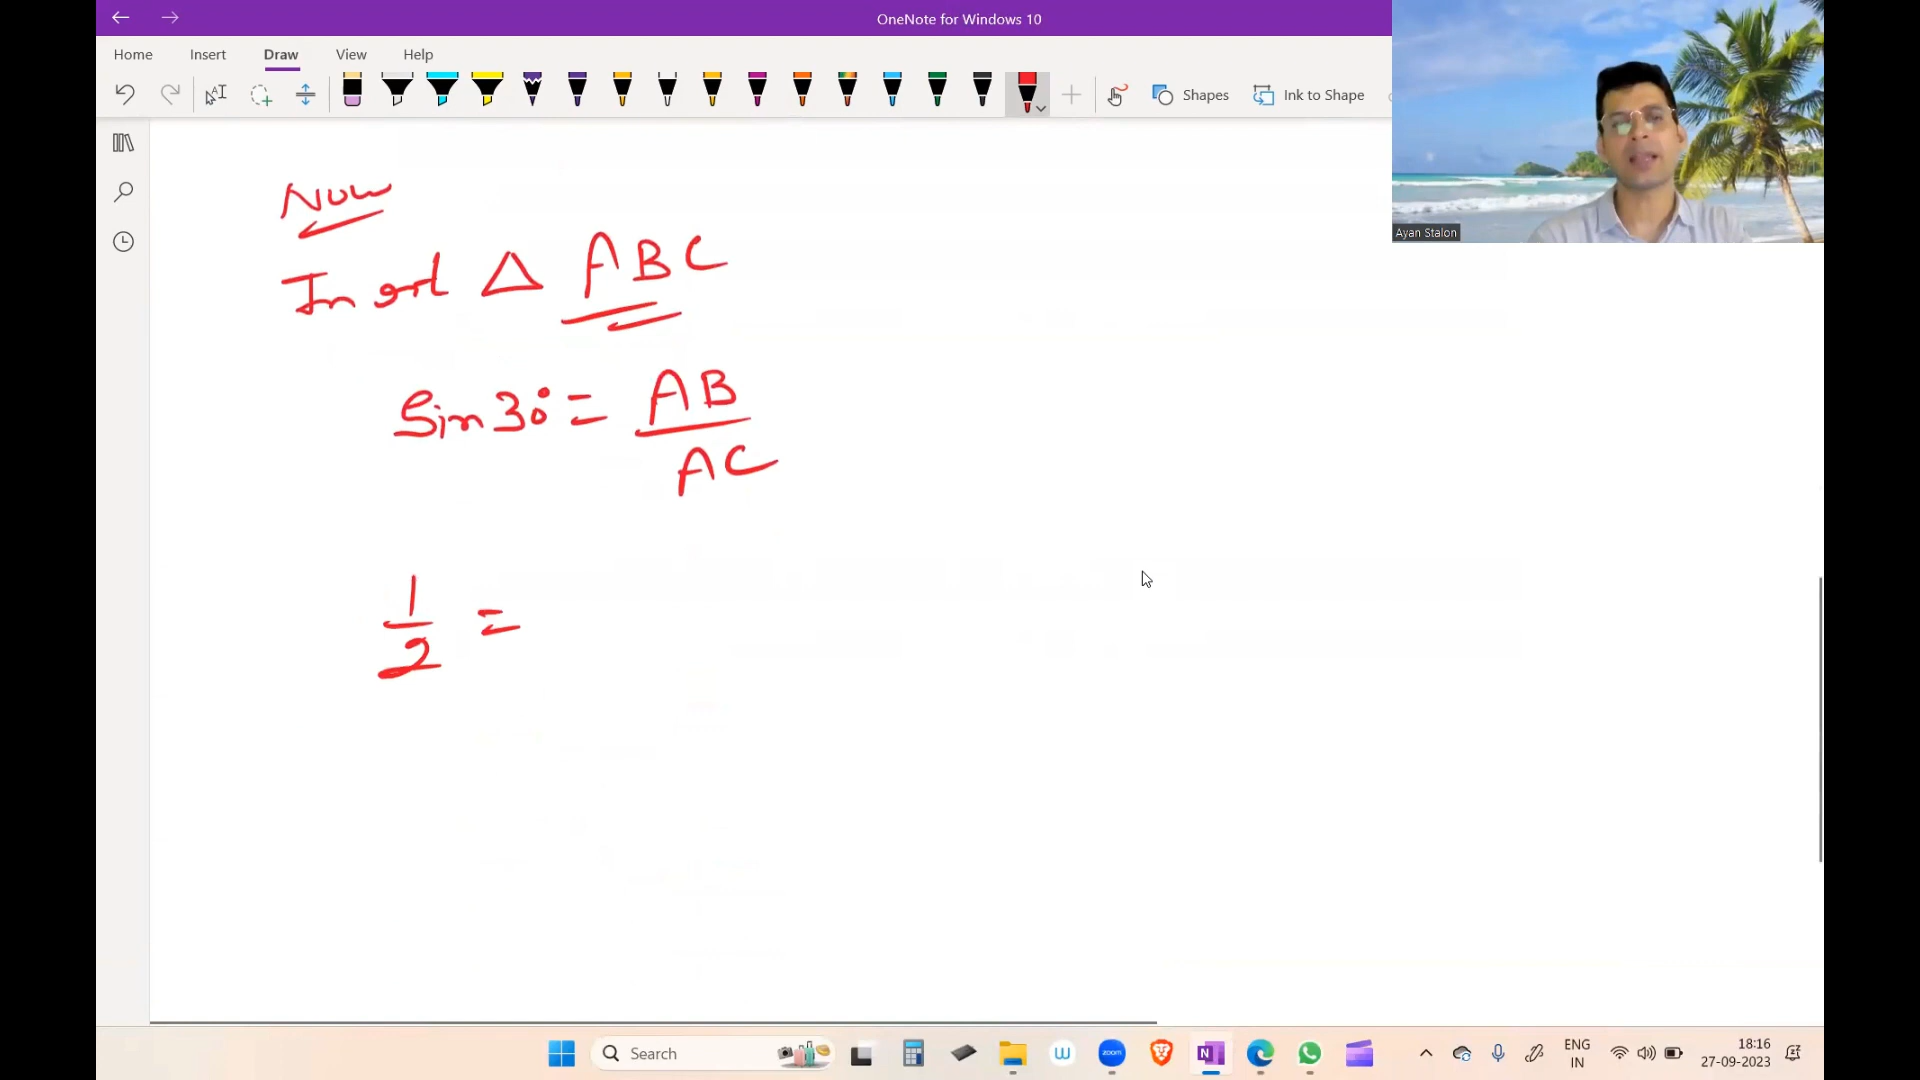 OneNote for Windows 10
Home Insert Draw View Help
Shapes Ink to Shape
Ayan Stalon
Now
In Δ ABC
Sin 30° = AB
AC
1
2 =
Search
W
zoom
N
ENG
IN
18:16
27-09-2023